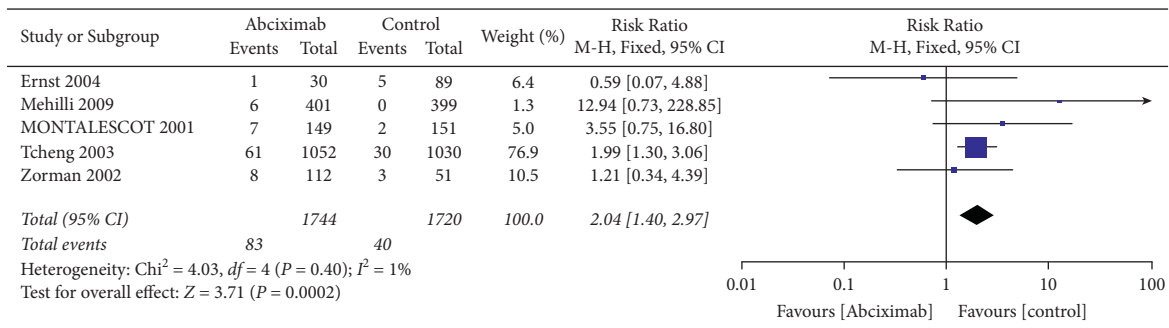 Study or Subgroup Abciximab Control Weight (%) Risk Ratio Risk Ratio
Events Total Events Total M-H, Fixed, 95% CI M-H, Fixed, 95% CI
Ernst 2004 1 30 5 89 6.4 0.59 [0.07, 4.88]
Mehilli 2009 6 401 0 399 1.3 12.94 [0.73, 228.85]
MONTALESCOT 2001 7 149 2 151 5.0 3.55 [0.75, 16.80]
Tcheng 2003 61 1052 30 1030 76.9 1.99 [1.30, 3.06]
Zorman 2002 8 112 3 51 10.5 1.21 [0.34, 4.39]
Total (95% CI) 1744 1720 100.0 2.04 [1.40, 2.97]
Total events 83 40
Heterogeneity: Chi² = 4.03, df = 4 (P = 0.40); I² = 1%
Test for overall effect: Z = 3.71 (P = 0.0002)
0.01 0.1 1 10 100
Favours [Abciximab] Favours [control]